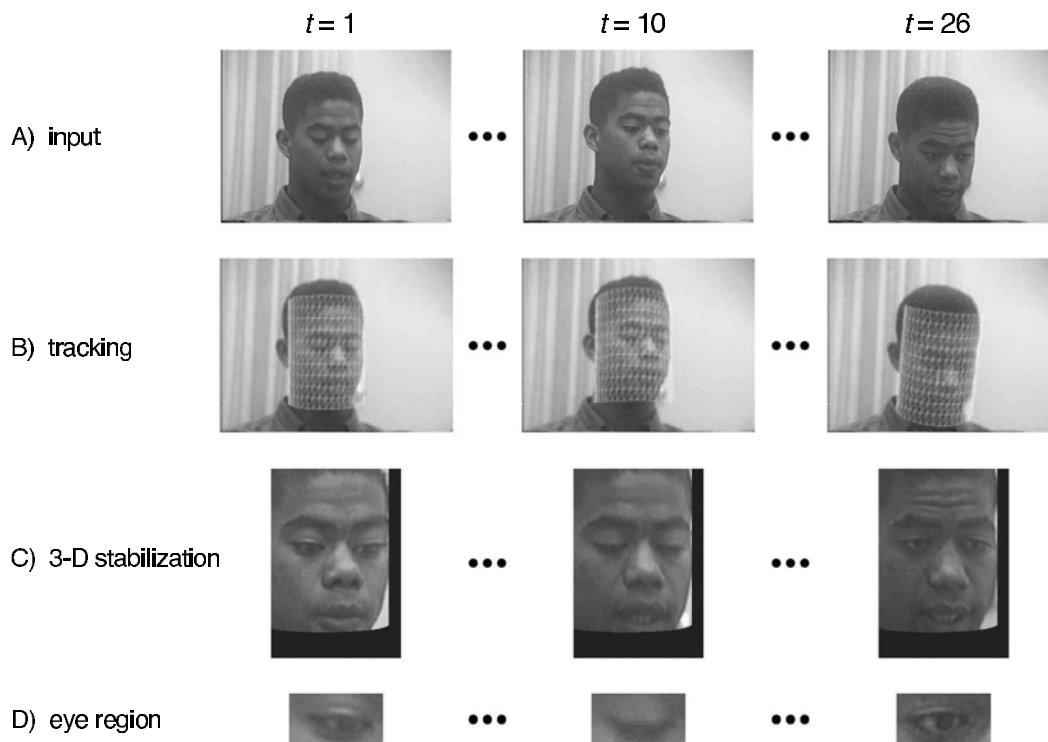 t = 1 t = 10 t = 26
A) input
B) tracking
C) 3-D stabilization
D) eye region